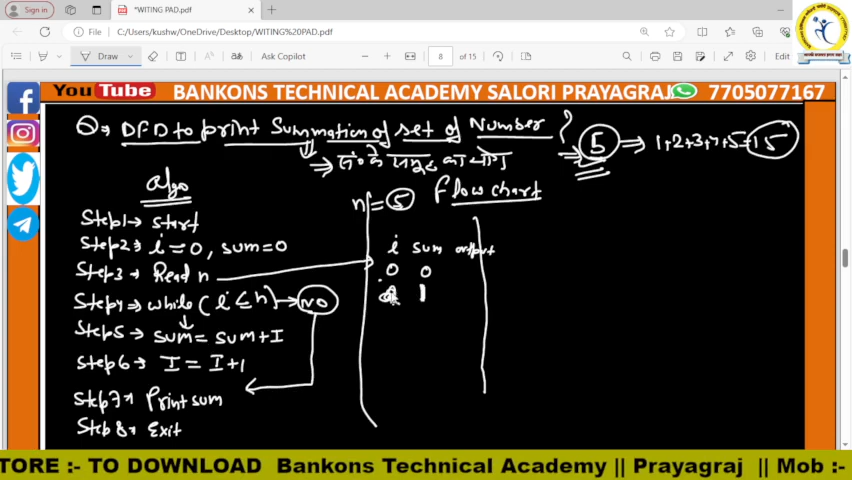 Sign in
*WITING PAD.pdf
File
C:/Users/kushw/OneDrive/Desktop/WITING%20PAD.pdf
Draw
Ask Copilot
8 of 15
Edit
YouTube BANKONS TECHNICAL ACADEMY SALORI PRAYAGRAJ 7705077167
Q⇒ DFD to print Summation of set of Number ?
5 → 1+2+3+4+5=15
Algo
n = 5 Flow chart
Step1→ Start
Step2→ i=0, sum=0
i sum output
Step3→ Read n
0 0
Step4→ while (i ≤ n) → NO
1
Step5→ sum = sum+I
Step6→ I = I+1
Step7→ Print sum
Step8→ Exit
TORE :- TO DOWNLOAD Bankons Technical Academy || Prayagraj || Mob :-